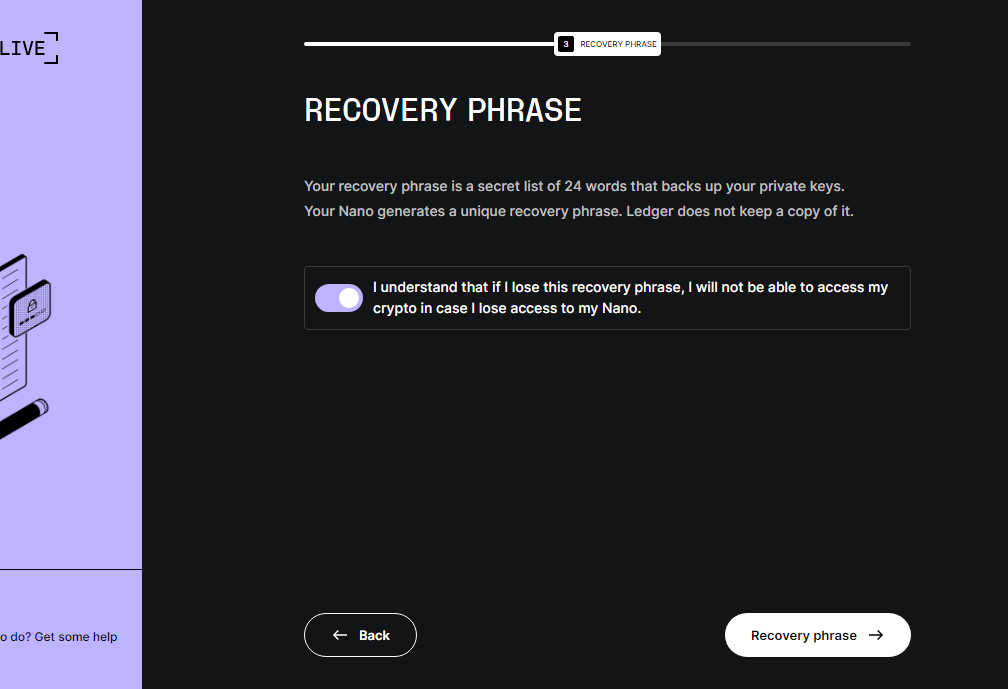 LIVE
3 RECOVERY PHRASE
RECOVERY PHRASE
Your recovery phrase is a secret list of 24 words that backs up your private keys.
Your Nano generates a unique recovery phrase. Ledger does not keep a copy of it.
I understand that if I lose this recovery phrase, I will not be able to access my
crypto in case I lose access to my Nano.
o do? Get some help
Back
Recovery phrase